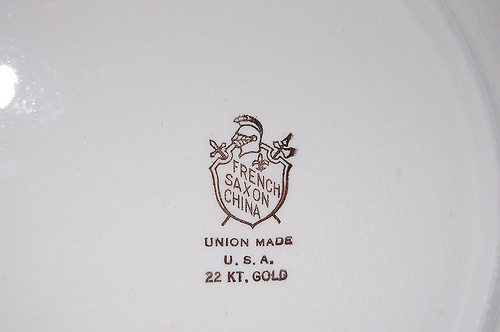 FRENCH
SAXON
CHINA
UNION MADE
U. S. A.
22 KT. GOLD